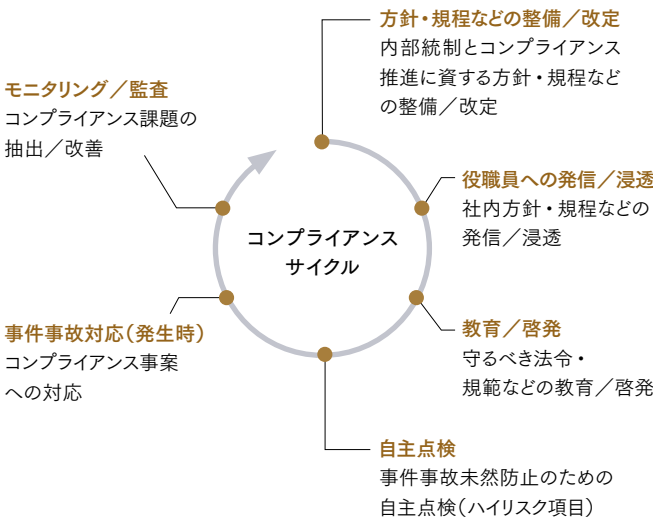 方針・規程などの整備／改定
内部統制とコンプライアンス
推進に資する方針・規程など
の整備／改定
役職員への発信／浸透
社内方針・規程などの
発信／浸透
教育／啓発
守るべき法令・
規範などの教育／啓発
自主点検
事件事故未然防止のための
自主点検（ハイリスク項目）
事件事故対応（発生時）
コンプライアンス事案
への対応
モニタリング／監査
コンプライアンス課題の
抽出／改善
コンプライアンス
サイクル